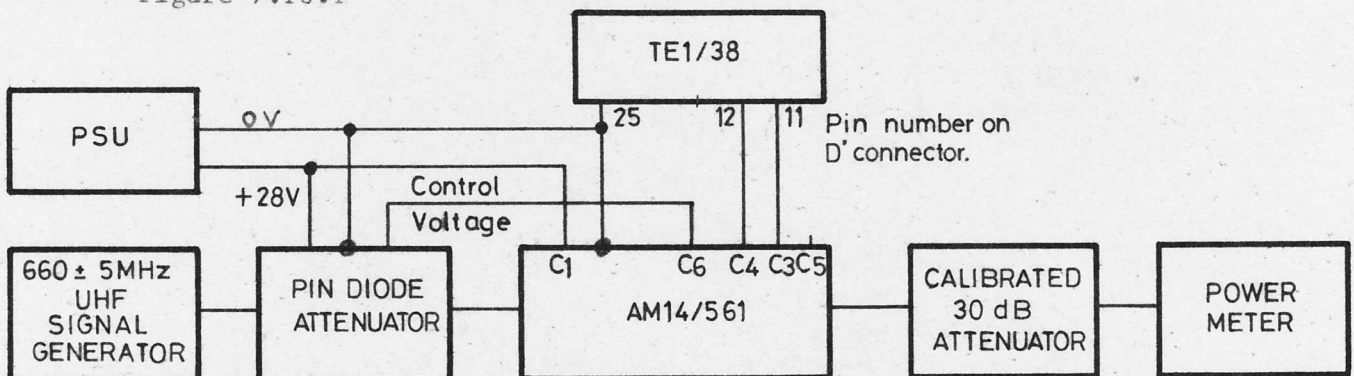 Figure 7.10.1
TE1/38
25
12
11
Pin number on
D' connector.
PSU
0V
+28V
Control
Voltage
660 ± 5MHz
UHF
SIGNAL
GENERATOR
PIN DIODE
ATTENUATOR
C1
C6
C4
C3
C5
AM14/561
CALIBRATED
30 dB
ATTENUATOR
POWER
METER